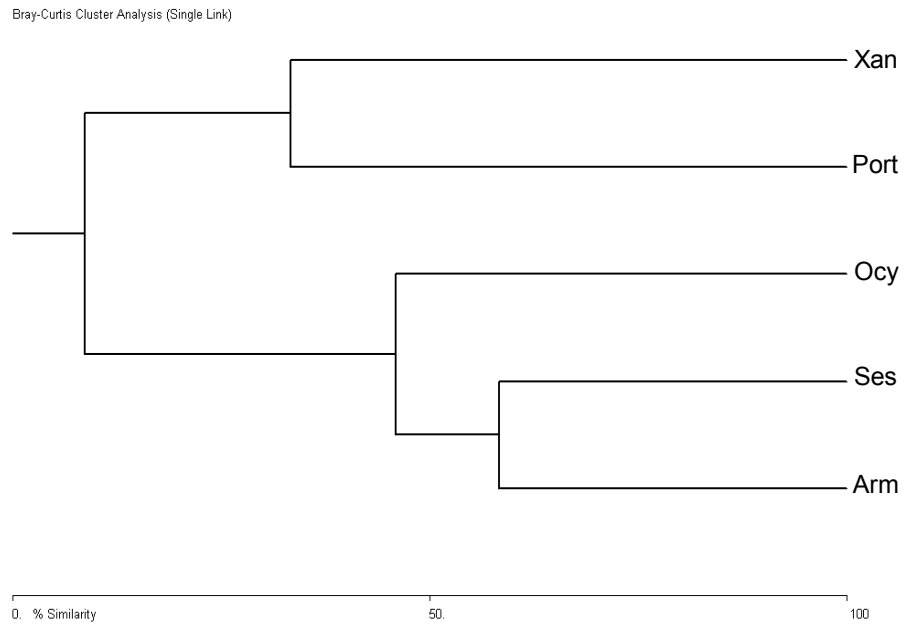 Bray-Curtis Cluster Analysis (Single Link)
Xan
Port
Ocy
Ses
Arm
0. % Similarity 50. 100